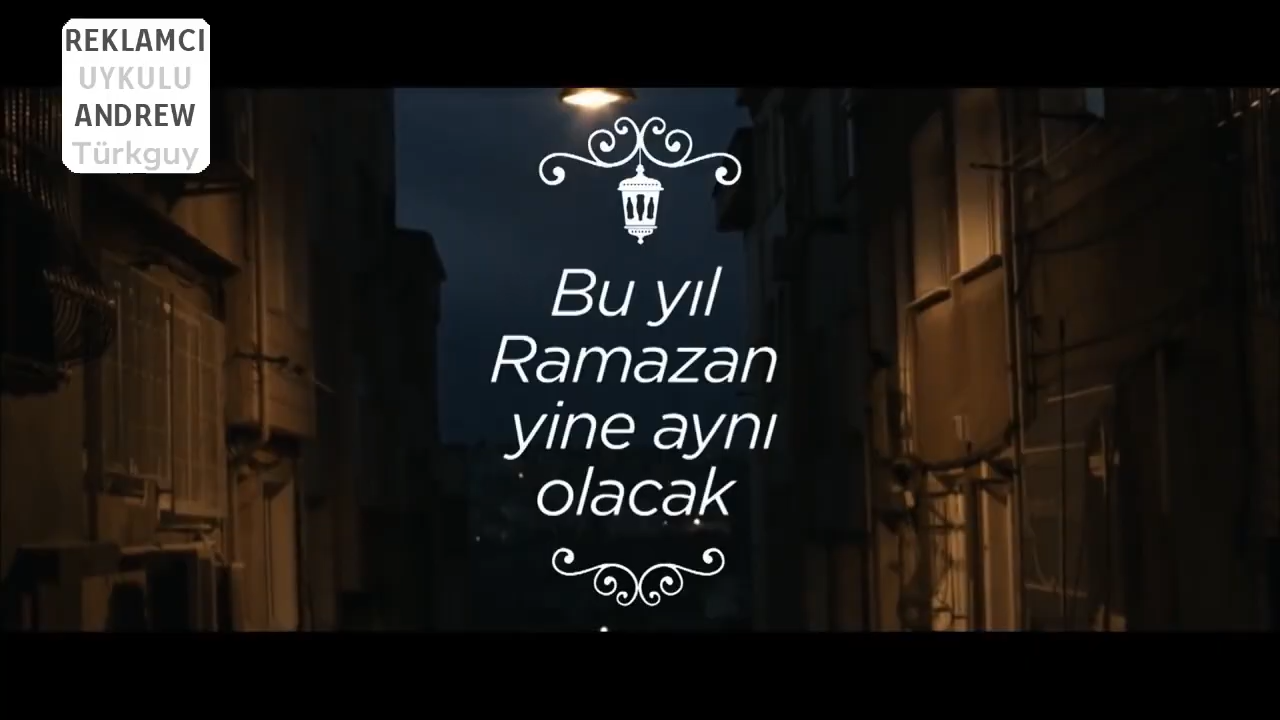 REKLAMCI
UYKULU
ANDREW
Türkguy
Bu yıl
Ramazan
yine aynı
olacak